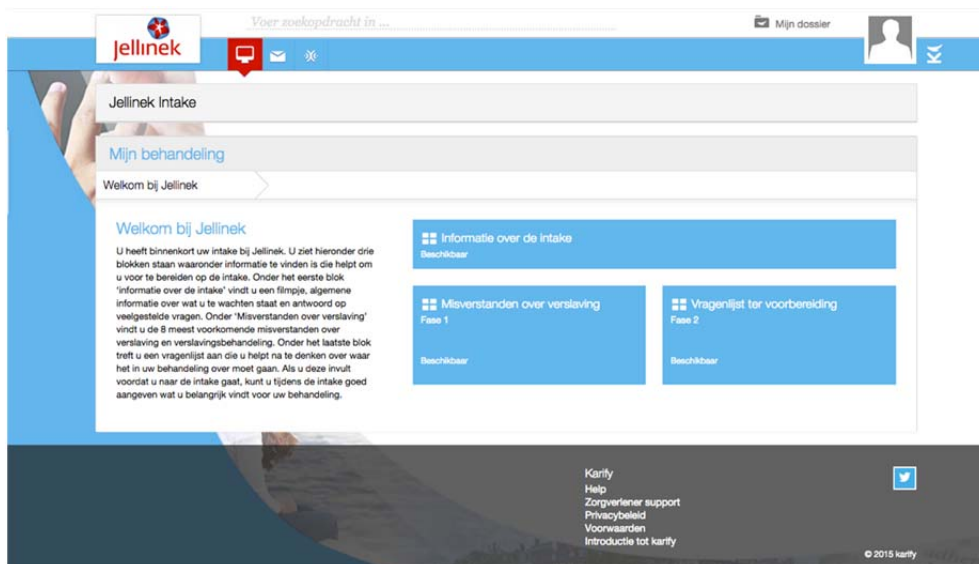 Voer zoekopdracht in ...
Mijn dossier
Jellinek
Jellinek Intake
Mijn behandeling
Welkom bij Jellinek
Welkom bij Jellinek
U heeft binnenkort uw intake bij Jellinek. U ziet hieronder drie
blokken staan waaronder informatie te vinden is die helpt om
u voor te bereiden op de intake. Onder het eerste blok
‘informatie over de intake’ vindt u een filmpje, algemene
informatie over wat u te wachten staat en antwoord op
veelgestelde vragen. Onder ‘Misverstanden over verslaving’
vindt u de 8 meest voorkomende misverstanden over
verslaving en verslavingsbehandeling. Onder het laatste blok
treft u een vragenlijst aan die u helpt na te denken over waar
het in uw behandeling over moet gaan. Als u deze invult
voordat u naar de intake gaat, kunt u tijdens de intake goed
aangeven wat u belangrijk vindt voor uw behandeling.
Informatie over de intake
Beschikbaar
Misverstanden over verslaving
Fase 1
Beschikbaar
Vragenlijst ter voorbereiding
Fase 2
Beschikbaar
Karify
Help
Zorgverlener support
Privacybeleid
Voorwaarden
Introductie tot karify
© 2015 karify